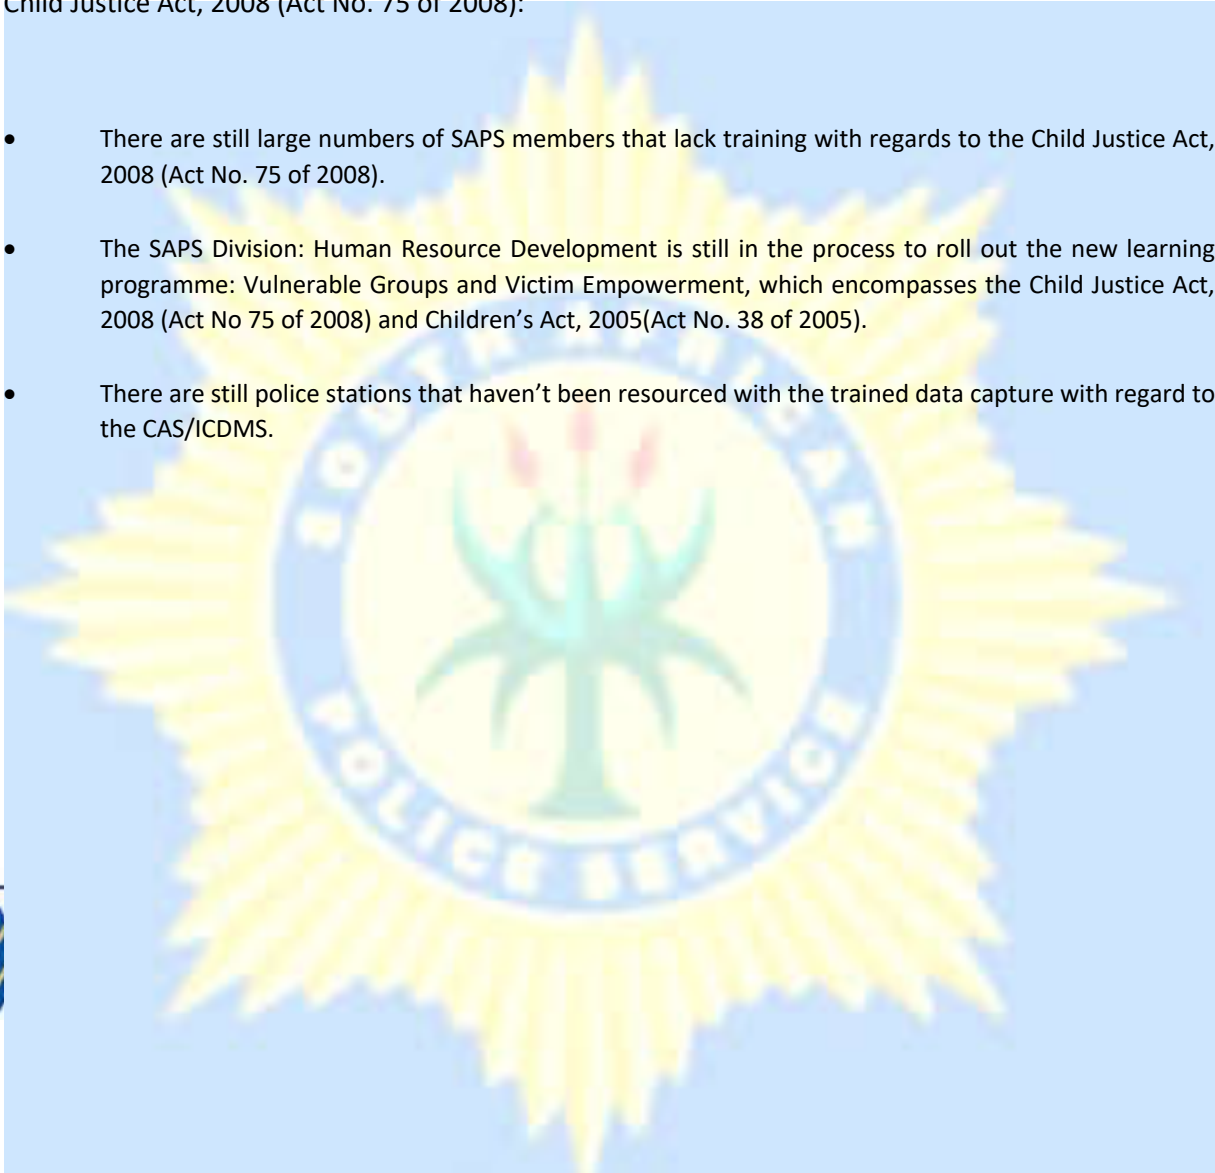 Child Justice Act, 2008 (Act No. 75 of 2008):
• There are still large numbers of SAPS members that lack training with regards to the Child Justice Act,
2008 (Act No. 75 of 2008).
• The SAPS Division: Human Resource Development is still in the process to roll out the new learning
programme: Vulnerable Groups and Victim Empowerment, which encompasses the Child Justice Act,
2008 (Act No 75 of 2008) and Children’s Act, 2005(Act No. 38 of 2005).
• There are still police stations that haven’t been resourced with the trained data capture with regard to
the CAS/ICDMS.
SOUTH AFRICAN
POLICE SERVICE